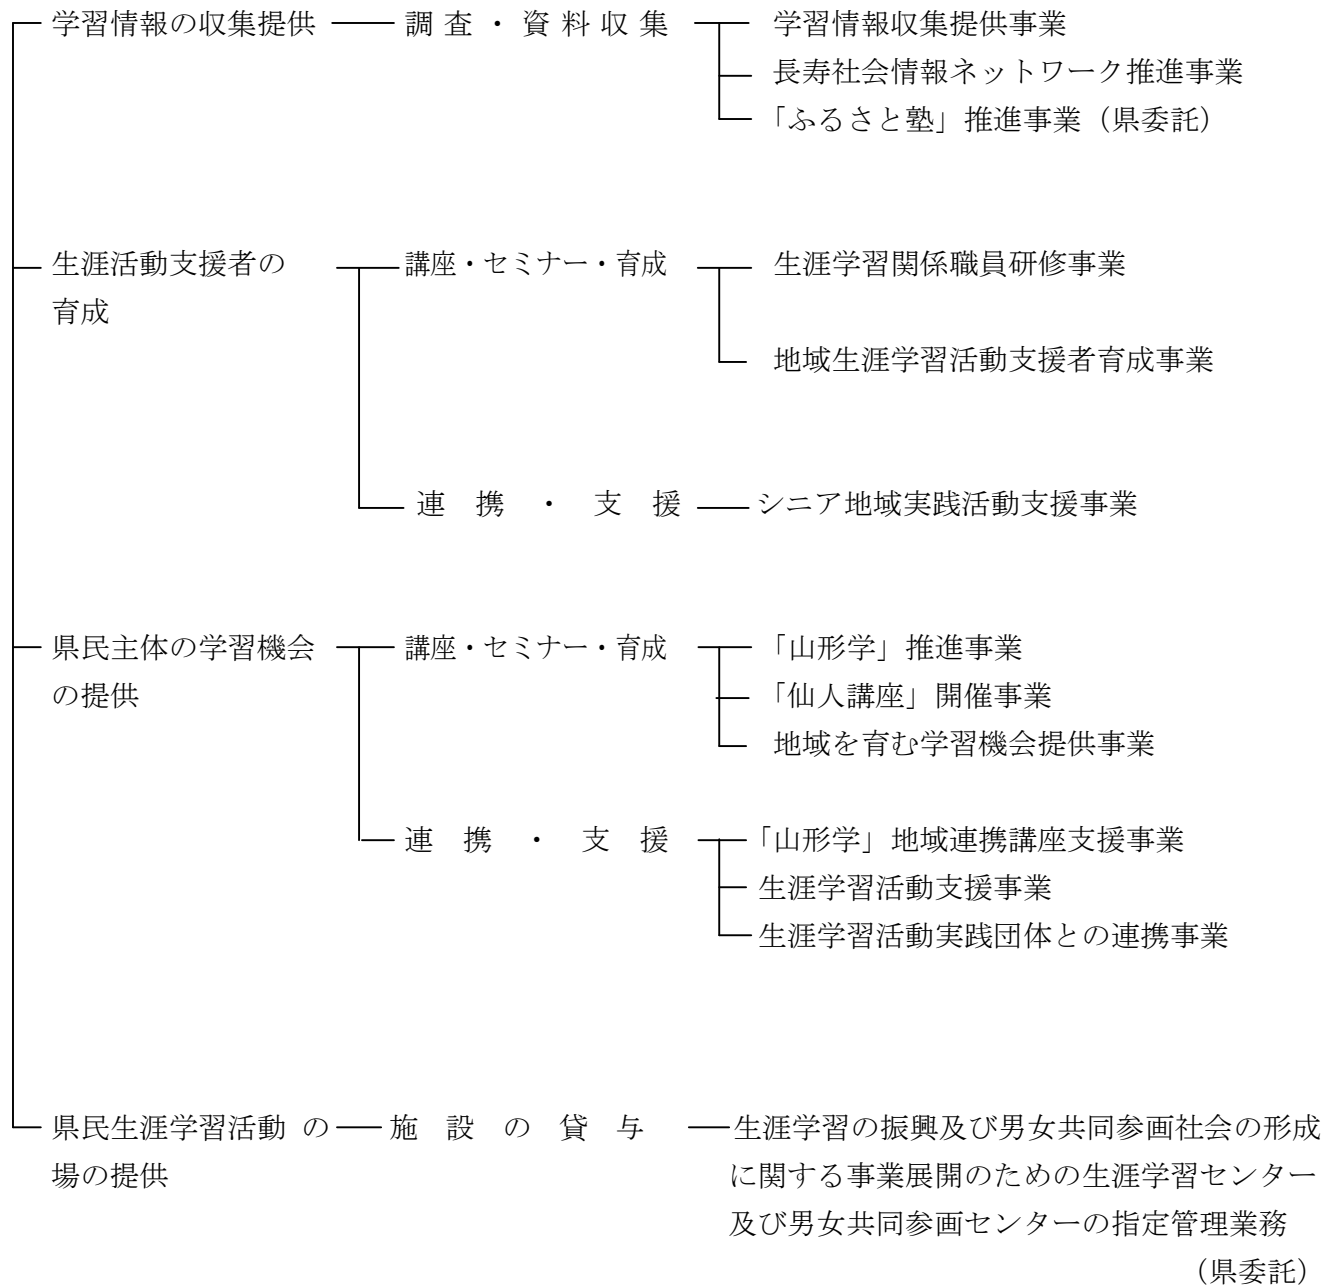 学習情報の収集提供 調査・資料収集 学習情報収集提供事業
長寿社会情報ネットワーク推進事業
「ふるさと塾」推進事業（県委託）
生涯活動支援者の 講座・セミナー・育成 生涯学習関係職員研修事業
育成
地域生涯学習活動支援者育成事業
連携・支援 シニア地域実践活動支援事業
県民主体の学習機会 講座・セミナー・育成 「山形学」推進事業
の提供 「仙人講座」開催事業
地域を育む学習機会提供事業
連携・支援 「山形学」地域連携講座支援事業
生涯学習活動支援事業
生涯学習活動実践団体との連携事業
県民生涯学習活動の 施設の貸与 生涯学習の振興及び男女共同参画社会の形成
場の提供 に関する事業展開のための生涯学習センター
及び男女共同参画センターの指定管理業務
（県委託）